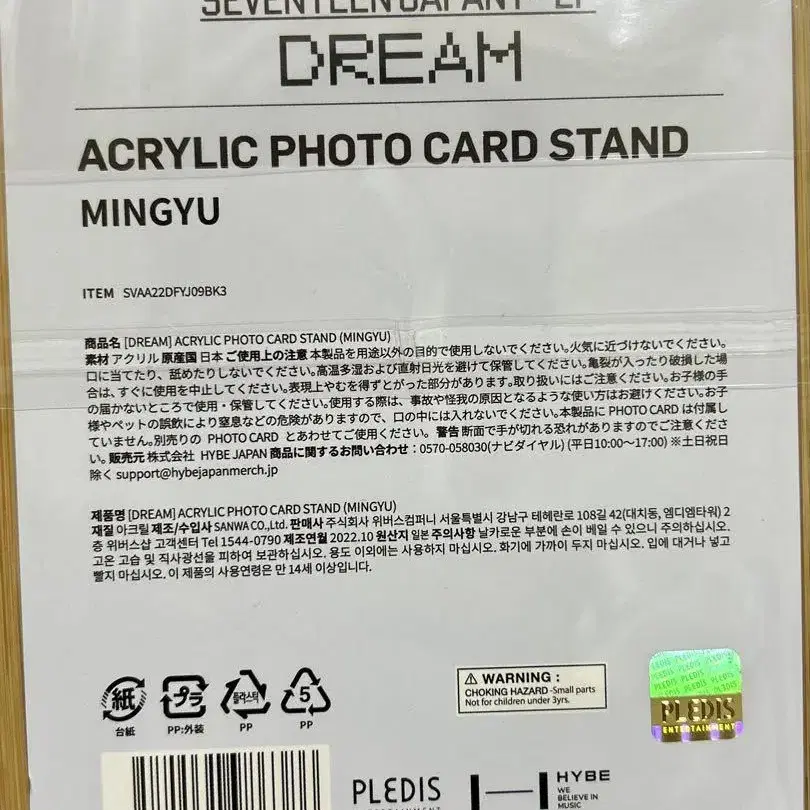 SEVENTEEN JAPAN 1ST EP
DREAM
ACRYLIC PHOTO CARD STAND
MINGYU
ITEM SVAA22DFYJ09BK3
商品名 [DREAM] ACRYLIC PHOTO CARD STAND (MINGYU)
素材 アクリル 原産国 日本 ご使用上の注意 本製品を用途以外の目的で使用しないでください。火気に近づけないでください。
口に当てたり、舐めたりしないでください。高温多湿および直射日光を避けて保管してください。亀裂が入ったり破損した場
合は、すぐに使用を中止してください。表現上やむを得ずとがった部分があります。取り扱いにはご注意ください。お子様の手
の届かないところで使用・保管してください。使用する際は、事故や怪我の原因となるような使い方はお避けください。お子
様やペットの誤飲により窒息などの危険がありますので、口の中には入れないでください。本製品に PHOTO CARD は付属し
ていません。別売りの PHOTO CARD とあわせてご使用ください。 警告 断面で手が切れる恐れがありますのでご注意くださ
い。販売元 株式会社 HYBE JAPAN 商品に関するお問い合わせ：0570-058030(ナビダイヤル) (平日10:00～17:00) ※土日祝日
除く support@hybejapanmerch.jp
제품명 [DREAM] ACRYLIC PHOTO CARD STAND (MINGYU)
재질 아크릴 제조/수입사 SANWA CO.,Ltd. 판매사 주식회사 위버스컴퍼니 서울특별시 강남구 테헤란로 108길 42(대치동, 엠디엠타워) 2
층 위버스샵 고객센터 Tel 1544-0790 제조연월 2022.10 원산지 일본 주의사항 날카로운 부분에 손이 베일 수 있으니 주의하십시오.
고온 고습 및 직사광선을 피하여 보관하십시오. 용도 이외에는 사용하지 마십시오. 화기에 가까이 두지 마십시오. 입에 대거나 넣고
빨지 마십시오. 이 제품의 사용연령은 만 14세 이상입니다.
紙 プラ 플라스틱 5
台紙 PP:外装 PP PP
WARNING :
CHOKING HAZARD -Small parts
Not for children under 3yrs.
PLEDIS
ENTERTAINMENT
PLEDIS
ENTERTAINMENT
HYBE
WE
BELIEVE IN
MUSIC